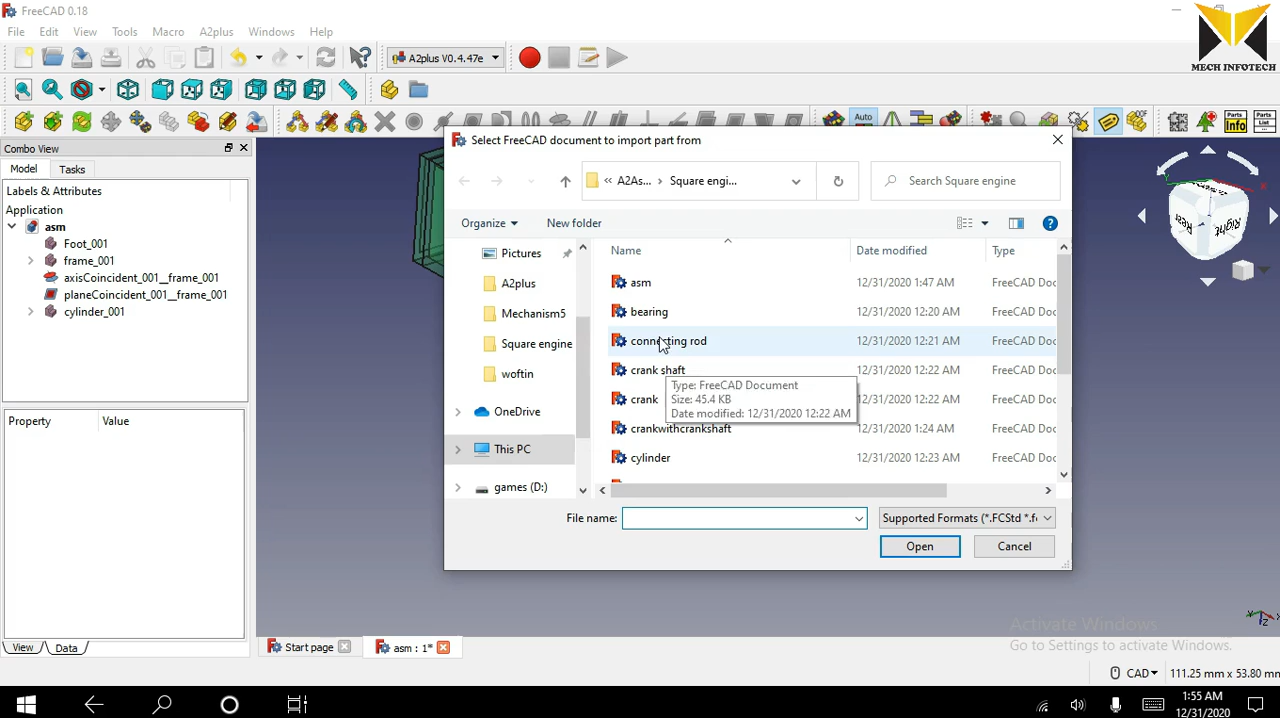 FreeCAD 0.18
MECH INFOTECH
File Edit View Tools Macro A2plus Windows Help
A2plus V0.4.47e
Auto
Parts Info
Parts List
Combo View
Model Tasks
Labels & Attributes
Application
asm
Foot_001
frame_001
axisCoincident_001__frame_001
planeCoincident_001__frame_001
cylinder_001
Property Value
View Data
Select FreeCAD document to import part from
« A2As... › Square engi...
Search Square engine
Organize New folder
Pictures
A2plus
Mechanism5
Square engine
woftin
OneDrive
This PC
games (D:)
Name Date modified Type
asm 12/31/2020 1:47 AM FreeCAD Doc
bearing 12/31/2020 12:20 AM FreeCAD Doc
connecting rod 12/31/2020 12:21 AM FreeCAD Doc
crank shaft 12/31/2020 12:22 AM FreeCAD Doc
crank 12/31/2020 12:22 AM FreeCAD Doc
crankwithcrankshaft 12/31/2020 1:24 AM FreeCAD Doc
cylinder 12/31/2020 12:23 AM FreeCAD Doc
Type: FreeCAD Document
Size: 45.4 KB
Date modified: 12/31/2020 12:22 AM
File name:
Supported Formats (*.FCStd *.f
Open Cancel
Right
Start page
asm : 1*
Activate Windows
Go to Settings to activate Windows.
CAD 111.25 mm x 53.80 mm
1:55 AM
12/31/2020